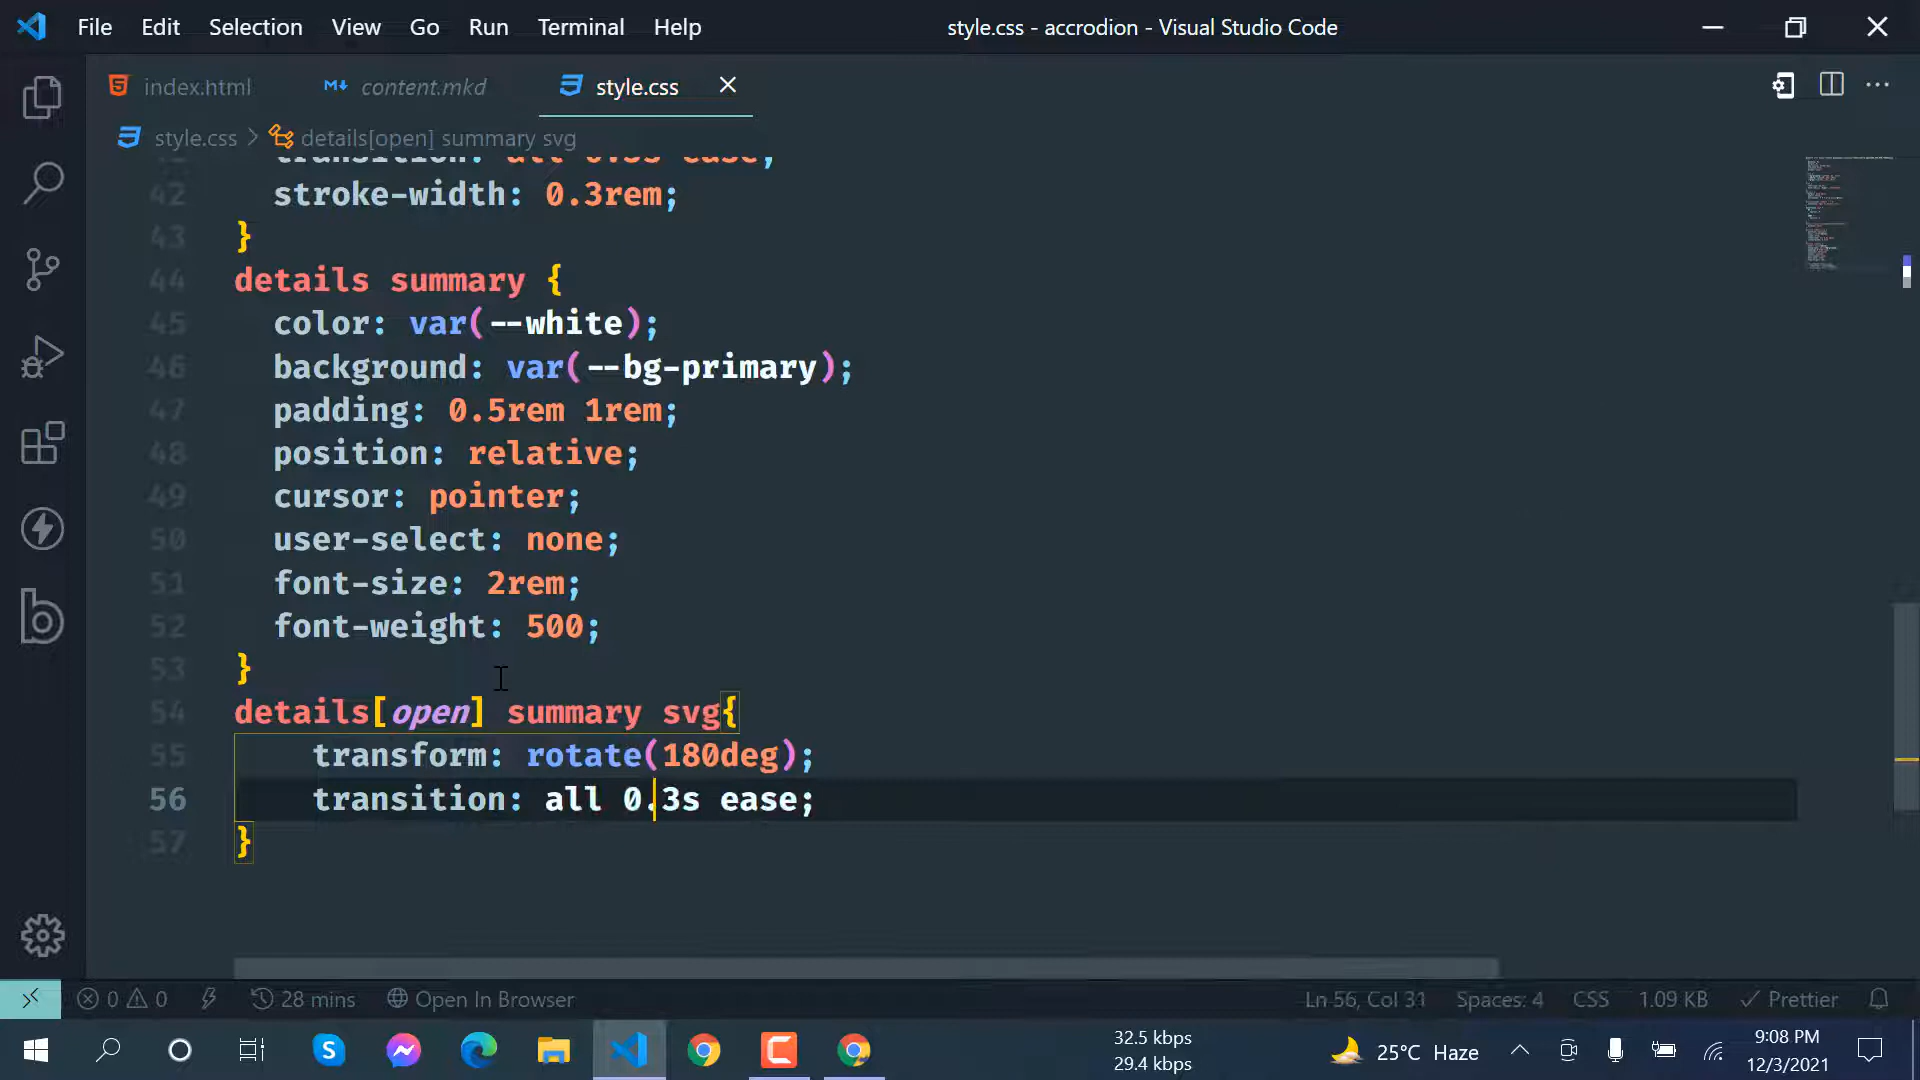 File Edit Selection View Go Run Terminal Help style.css - accrodion - Visual Studio Code
index.html content.mkd style.css
style.css > details[open] summary svg
transition: all 0.3s ease;
42 stroke-width: 0.3rem;
43 }
44 details summary {
45 color: var(--white);
46 background: var(--bg-primary);
47 padding: 0.5rem 1rem;
48 position: relative;
49 cursor: pointer;
50 user-select: none;
51 font-size: 2rem;
52 font-weight: 500;
53 }
54 details[open] summary svg{
55 transform: rotate(180deg);
56 transition: all 0.3s ease;
57 }
0 0 28 mins Open In Browser Ln 56, Col 31 Spaces: 4 CSS 1.09 KB Prettier
32.5 kbps
29.4 kbps
25°C Haze
9:08 PM
12/3/2021